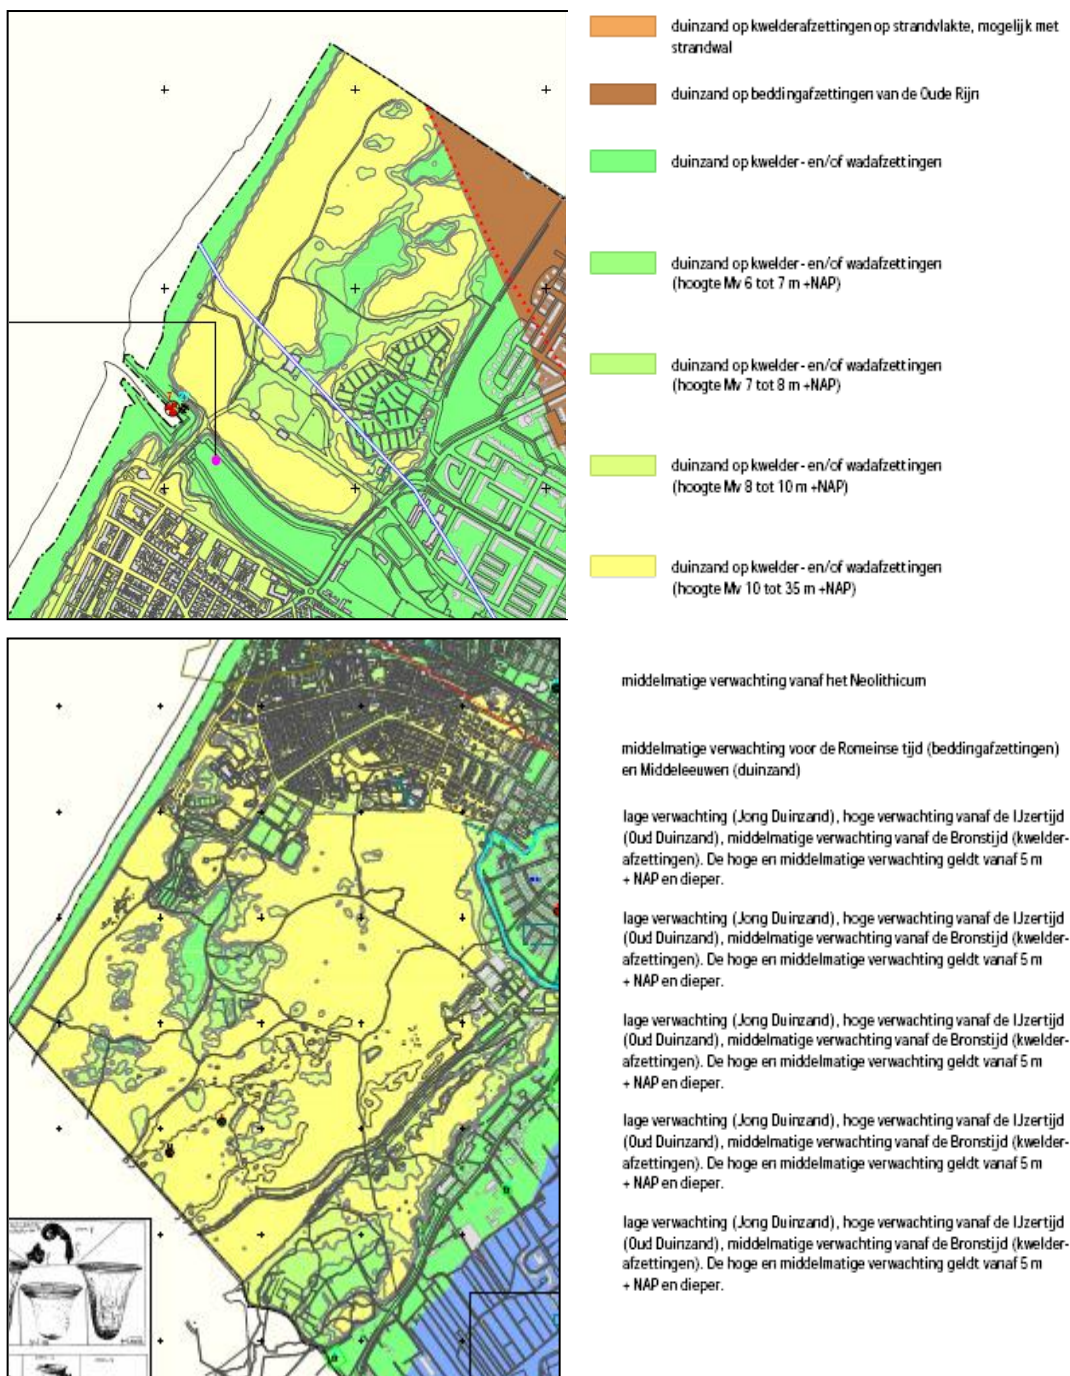 duinzand op kwelderafzettingen op strandvlakte, mogelijk met
strandwal
duinzand op beddingafzettingen van de Oude Rijn
duinzand op kwelder- en/of wadafzettingen
duinzand op kwelder- en/of wadafzettingen
(hoogte Mv 6 tot 7 m +NAP)
duinzand op kwelder- en/of wadafzettingen
(hoogte Mv 7 tot 8 m +NAP)
duinzand op kwelder- en/of wadafzettingen
(hoogte Mv 8 tot 10 m +NAP)
duinzand op kwelder- en/of wadafzettingen
(hoogte Mv 10 tot 35 m +NAP)
middelmatige verwachting vanaf het Neolithicum
middelmatige verwachting voor de Romeinse tijd (beddingafzettingen)
en Middeleeuwen (duinzand)
lage verwachting (Jong Duinzand), hoge verwachting vanaf de IJzertijd
(Oud Duinzand), middelmatige verwachting vanaf de Bronstijd (kwelder-
afzettingen). De hoge en middelmatige verwachting geldt vanaf 5 m
+ NAP en dieper.
lage verwachting (Jong Duinzand), hoge verwachting vanaf de IJzertijd
(Oud Duinzand), middelmatige verwachting vanaf de Bronstijd (kwelder-
afzettingen). De hoge en middelmatige verwachting geldt vanaf 5 m
+ NAP en dieper.
lage verwachting (Jong Duinzand), hoge verwachting vanaf de IJzertijd
(Oud Duinzand), middelmatige verwachting vanaf de Bronstijd (kwelder-
afzettingen). De hoge en middelmatige verwachting geldt vanaf 5 m
+ NAP en dieper.
lage verwachting (Jong Duinzand), hoge verwachting vanaf de IJzertijd
(Oud Duinzand), middelmatige verwachting vanaf de Bronstijd (kwelder-
afzettingen). De hoge en middelmatige verwachting geldt vanaf 5 m
+ NAP en dieper.
lage verwachting (Jong Duinzand), hoge verwachting vanaf de IJzertijd
(Oud Duinzand), middelmatige verwachting vanaf de Bronstijd (kwelder-
afzettingen). De hoge en middelmatige verwachting geldt vanaf 5 m
+ NAP en dieper.